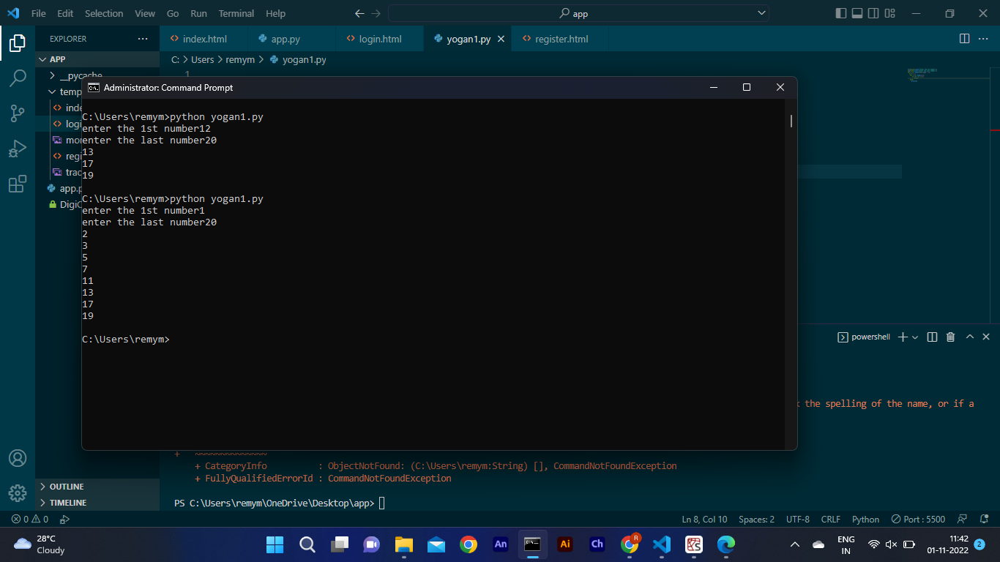 File Edit Selection View Go Run Terminal Help
app
EXPLORER
index.html app.py login.html yogan1.py register.html
APP
C: > Users > remym > yogan1.py
1
__pycache
temp
inde
logi
mor
regi
trac
app.p
DigiC
OUTLINE
TIMELINE
Administrator: Command Prompt
C:\Users\remym>python yogan1.py
enter the 1st number12
enter the last number20
13
17
19
C:\Users\remym>python yogan1.py
enter the 1st number1
enter the last number20
2
3
5
7
11
13
17
19
C:\Users\remym>
powershell
the spelling of the name, or if a
+ ~~~~~~~~~~~~~~
+ CategoryInfo : ObjectNotFound: (C:\Users\remym:String) [], CommandNotFoundException
+ FullyQualifiedErrorId : CommandNotFoundException
PS C:\Users\remym\OneDrive\Desktop\app>
0 0
Ln 8, Col 10 Spaces: 2 UTF-8 CRLF Python Port : 5500
28°C
Cloudy
An
Ai
Ch
R
ENG
IN
11:42
01-11-2022
2